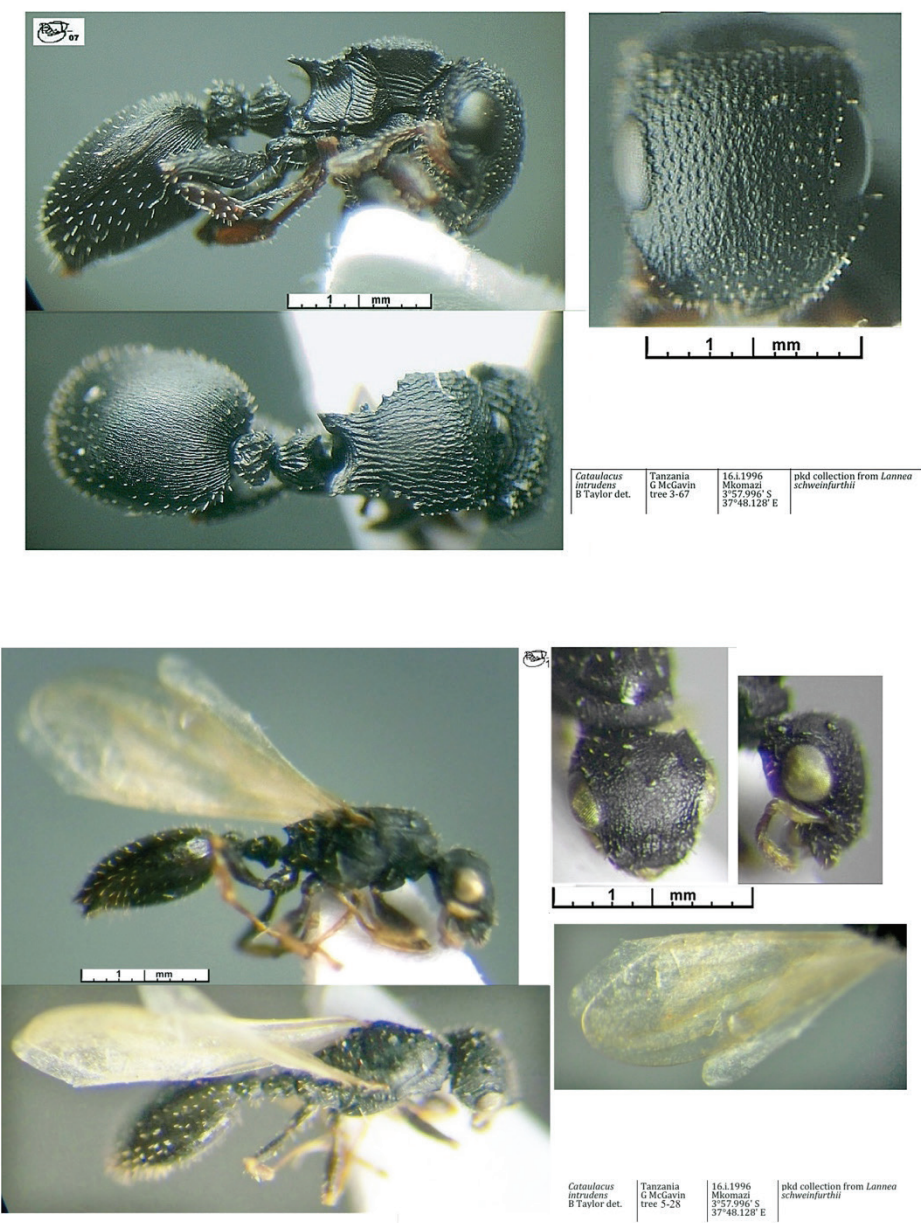 07
1 mm
1 mm
Cataulacus
intrudens
B Taylor det.
Tanzania
G McGavin
tree 3-67
16.i.1996
Mkomazi
3°57.996' S
37°48.128' E
pkd collection from Lannea
schweinfurthii
1 mm
1 mm
Cataulacus
intrudens
B Taylor det.
Tanzania
G McGavin
tree 5-28
16.i.1996
Mkomazi
3°57.996' S
37°48.128' E
pkd collection from Lannea
schweinfurthii